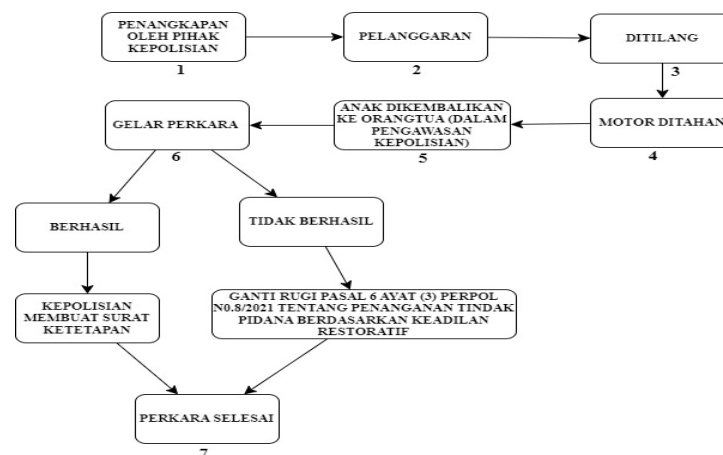 PENANGKAPAN
OLEH PIHAK
KEPOLISIAN
1
PELANGGARAN
2
DITILANG
3
MOTOR DITAHAN
4
ANAK DIKEMBALIKAN
KE ORANGTUA (DALAM
PENGAWASAN
KEPOLISIAN)
5
GELAR PERKARA
6
BERHASIL
TIDAK BERHASIL
KEPOLISIAN
MEMBUAT SURAT
KETETAPAN
GANTI RUGI PASAL 6 AYAT (3) PERPOL
N0.8/2021 TENTANG PENANGANAN TINDAK
PIDANA BERDASARKAN KEADILAN
RESTORATIF
PERKARA SELESAI
7